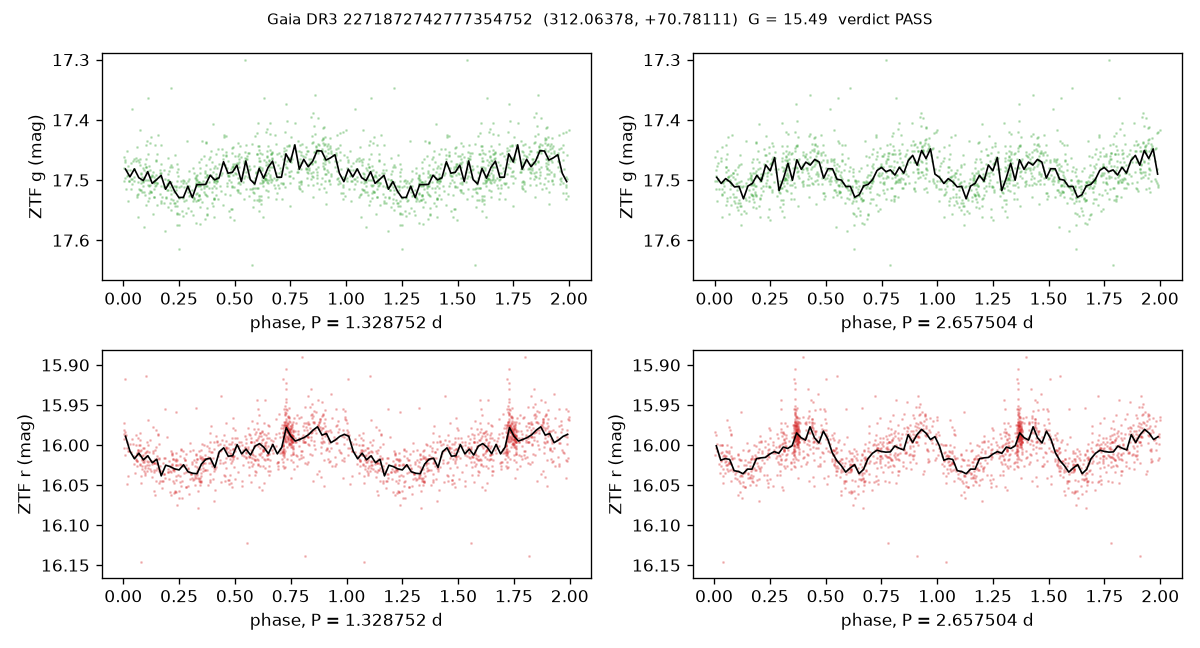 Gaia DR3 2271872742777354752 (312.06378, +70.78111) G = 15.49 verdict PASS
17.3
17.4
17.5
17.6
ZTF g (mag)
0.00 0.25 0.50 0.75 1.00 1.25 1.50 1.75 2.00
phase, P = 1.328752 d
17.3
17.4
17.5
17.6
ZTF g (mag)
0.00 0.25 0.50 0.75 1.00 1.25 1.50 1.75 2.00
phase, P = 2.657504 d
15.90
15.95
16.00
16.05
16.10
16.15
ZTF r (mag)
0.00 0.25 0.50 0.75 1.00 1.25 1.50 1.75 2.00
phase, P = 1.328752 d
15.90
15.95
16.00
16.05
16.10
16.15
ZTF r (mag)
0.00 0.25 0.50 0.75 1.00 1.25 1.50 1.75 2.00
phase, P = 2.657504 d